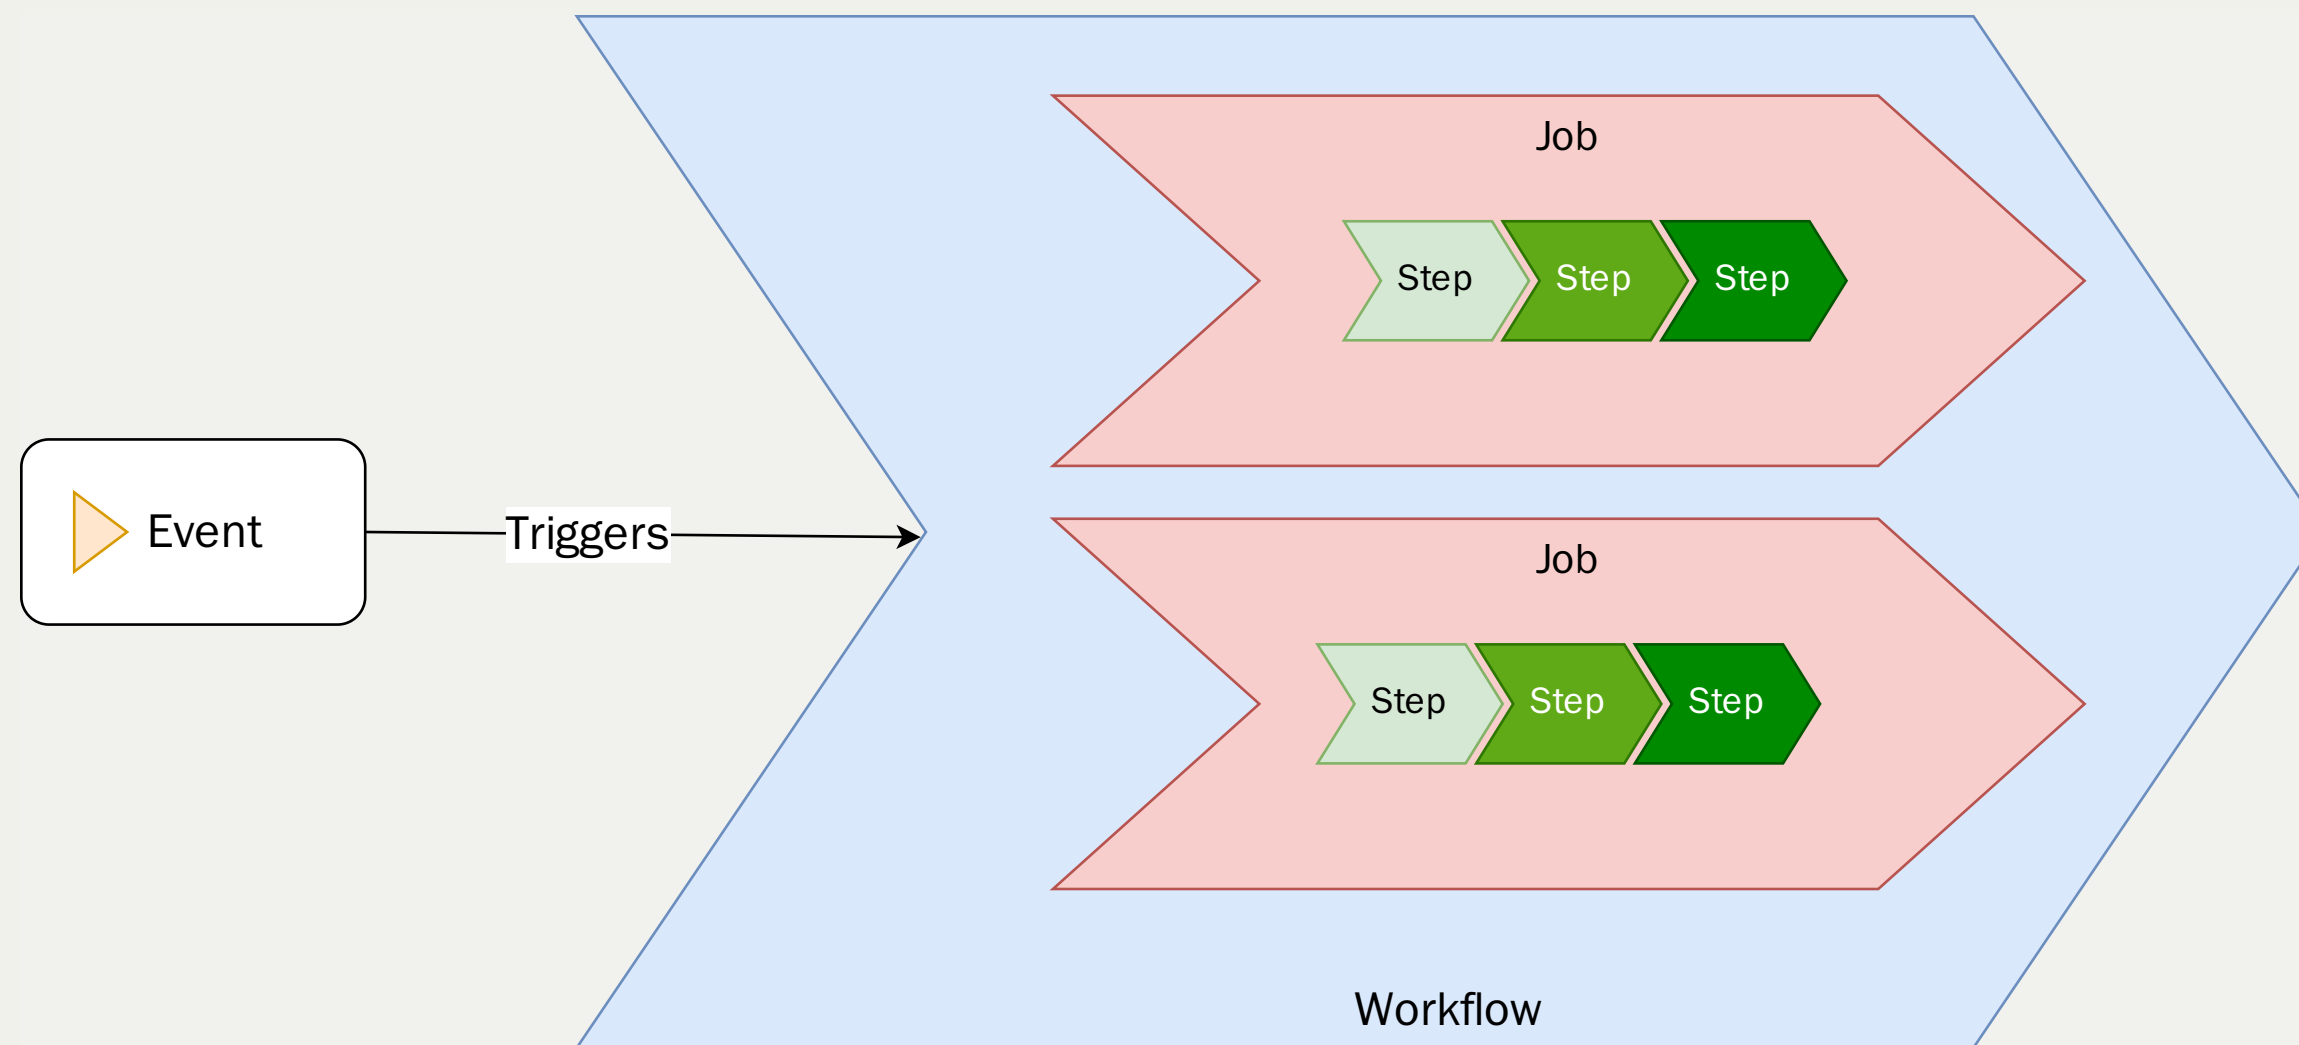 Job
Step Step Step
Event
Triggers
Job
Step Step Step
Workflow